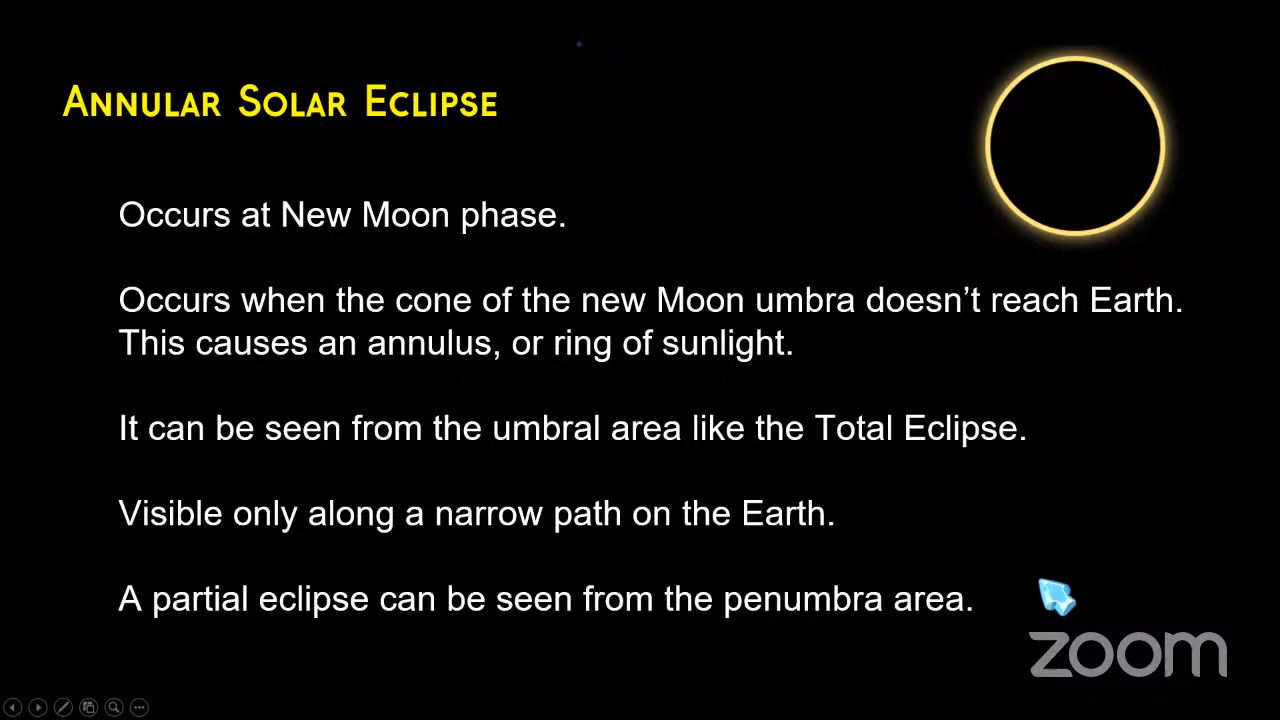 Annular Solar Eclipse
Occurs at New Moon phase.
Occurs when the cone of the new Moon umbra doesn’t reach Earth.
This causes an annulus, or ring of sunlight.
It can be seen from the umbral area like the Total Eclipse.
Visible only along a narrow path on the Earth.
A partial eclipse can be seen from the penumbra area.
zoom